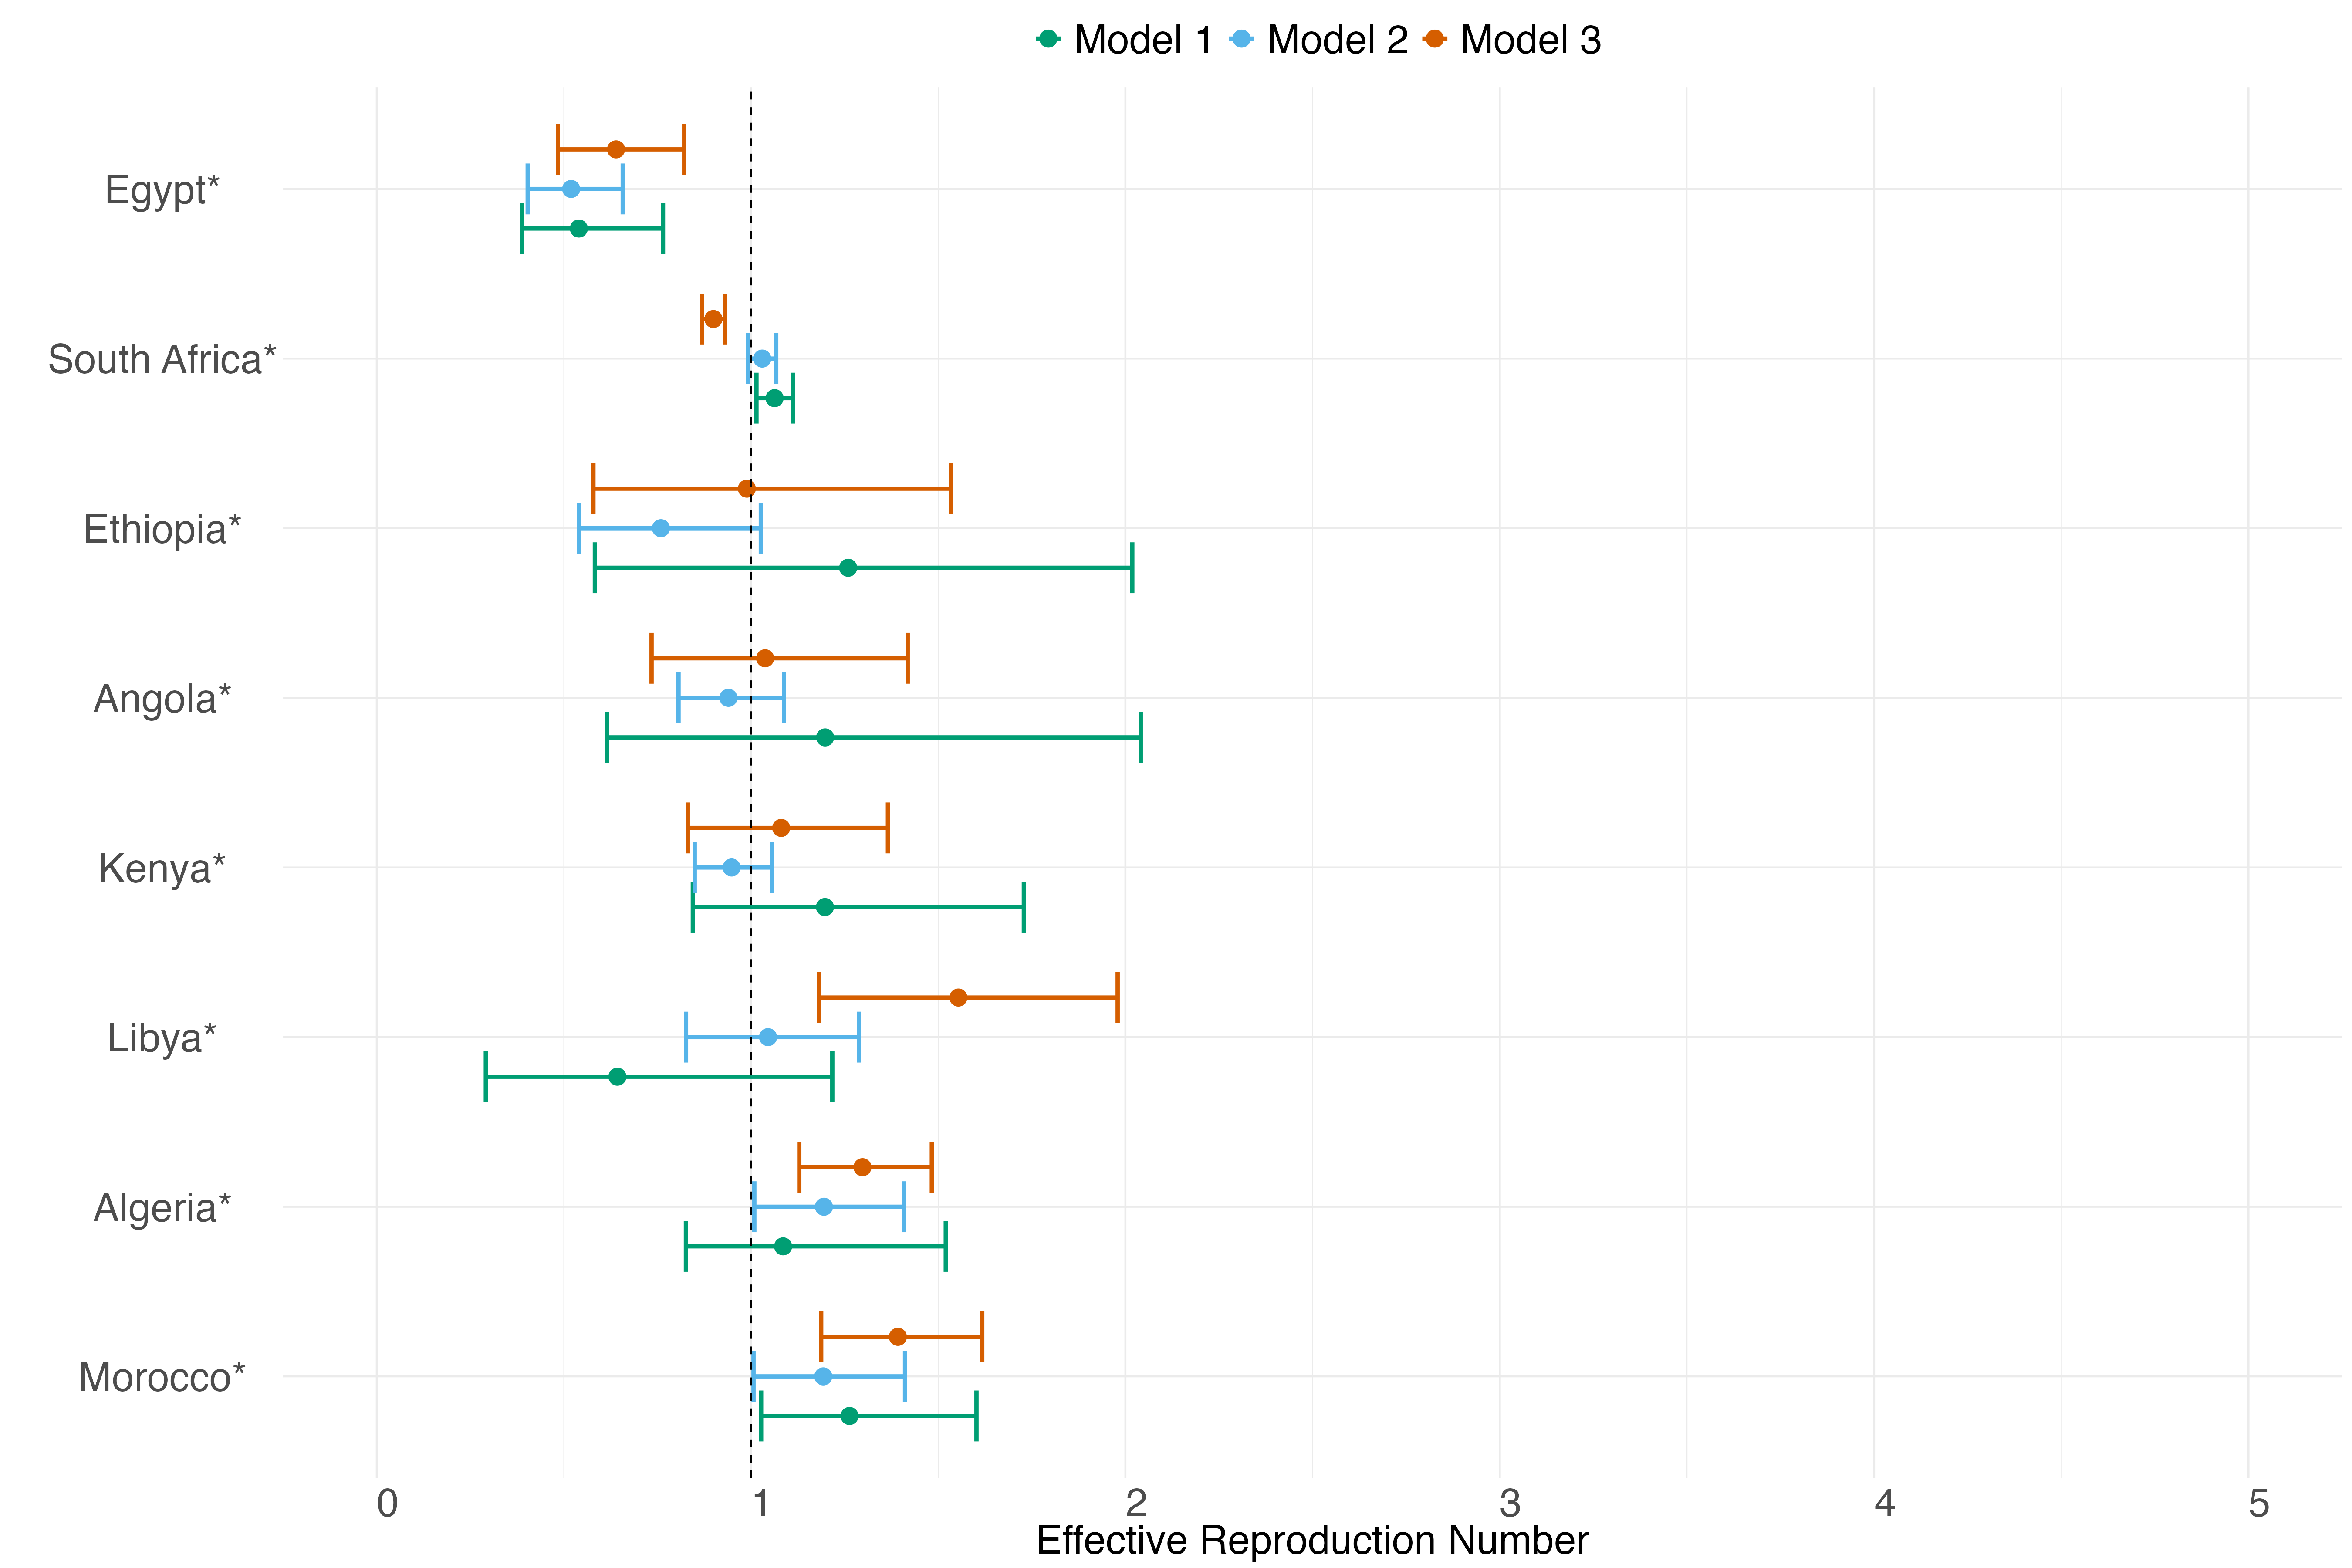 Model 1 Model 2 Model 3
Egypt*
South Africa*
Ethiopia*
Angola*
Kenya*
Libya*
Algeria*
Morocco*
0 1 2 3 4 5
Effective Reproduction Number